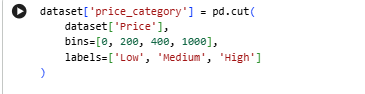 dataset['price_category'] = pd.cut(
    dataset['Price'],
    bins=[0, 200, 400, 1000],
    labels=['Low', 'Medium', 'High']
)